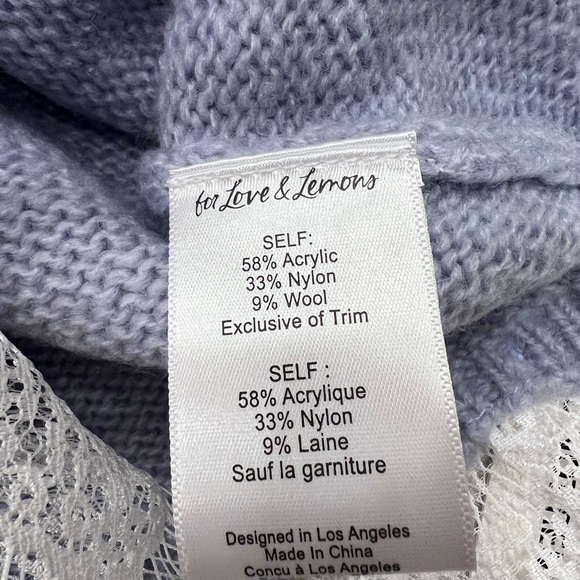 for Love & Lemons
SELF:
58% Acrylic
33% Nylon
9% Wool
Exclusive of Trim
SELF :
58% Acrylique
33% Nylon
9% Laine
Sauf la garniture
Designed in Los Angeles
Made In China
Concu à Los Angeles